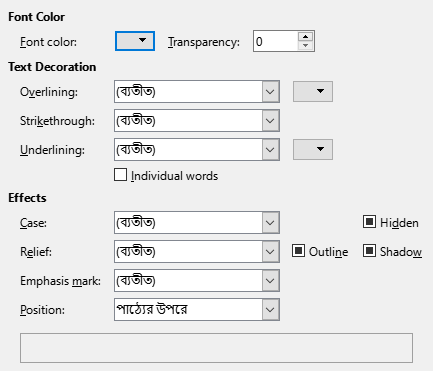 Font Color
Font color: Transparency: 0
Text Decoration
Overlining: (ব্যতীত)
Strikethrough: (ব্যতীত)
Underlining: (ব্যতীত)
Individual words
Effects
Case: (ব্যতীত) Hidden
Relief: (ব্যতীত) Outline Shadow
Emphasis mark: (ব্যতীত)
Position: পাঠ্যের উপরে